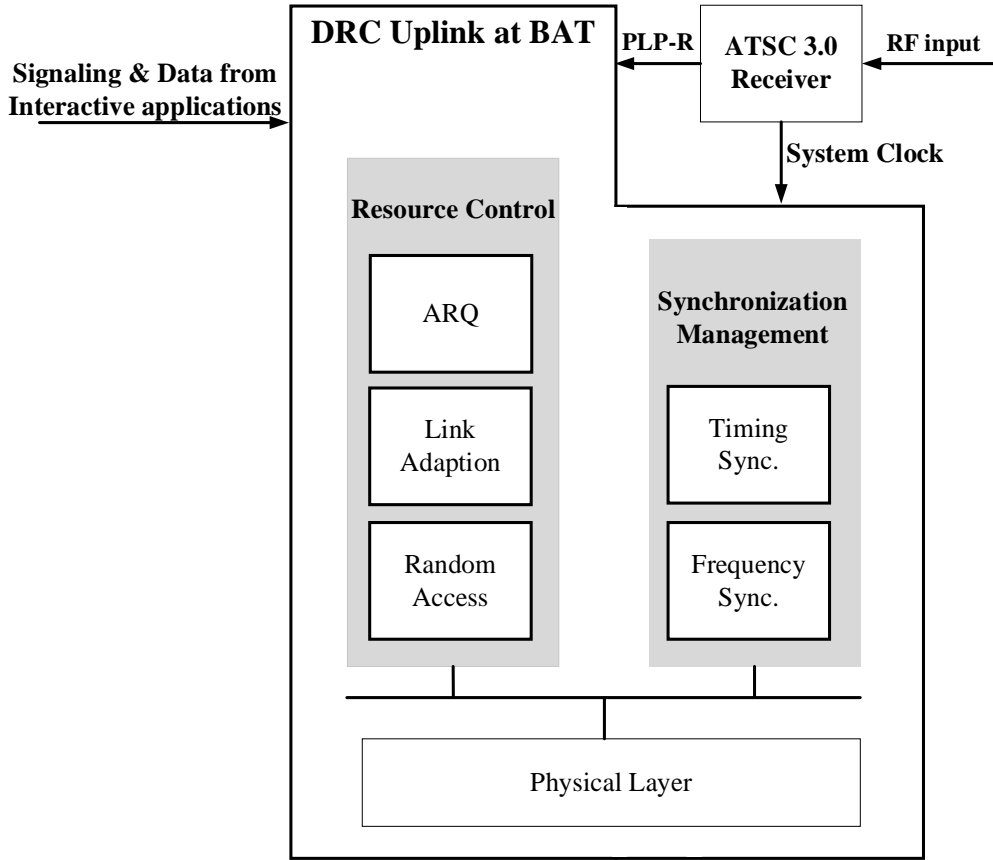 DRC Uplink at BAT
PLP-R
ATSC 3.0
Receiver
RF input
Signaling & Data from
Interactive applications
System Clock
Resource Control
ARQ
Link
Adaption
Random
Access
Synchronization
Management
Timing
Sync.
Frequency
Sync.
Physical Layer